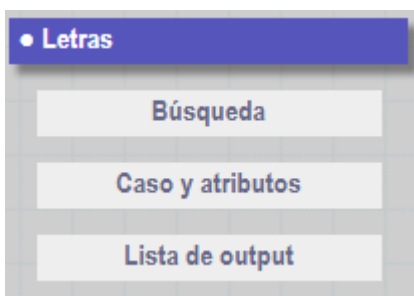 • Letras
Búsqueda
Caso y atributos
Lista de output